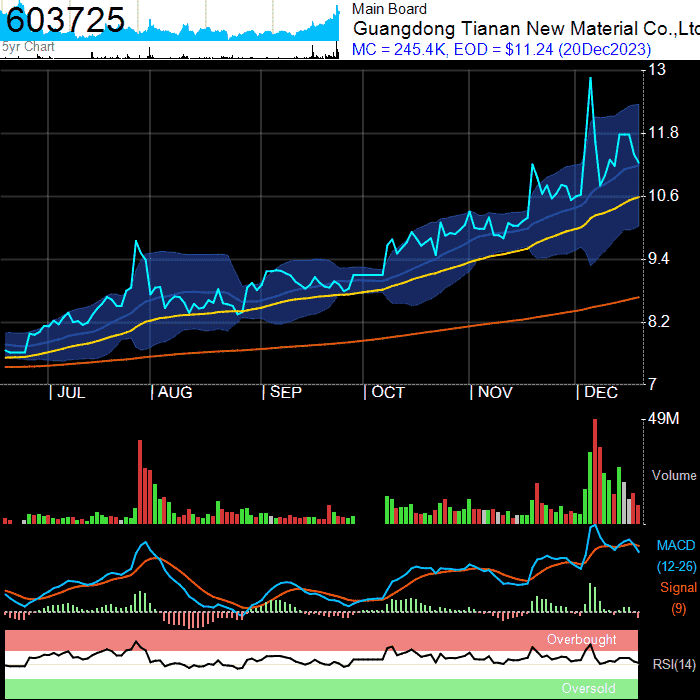 603725
5yr Chart
Main Board
Guangdong Tianan New Material Co.,Ltd
MC = 245.4K, EOD = $11.24 (20Dec2023)
13
11.8
10.6
9.4
8.2
7
| JUL | AUG | SEP | OCT | NOV | DEC
49M
Volume
MACD
(12-26)
Signal
(9)
Overbought
RSI(14)
Oversold